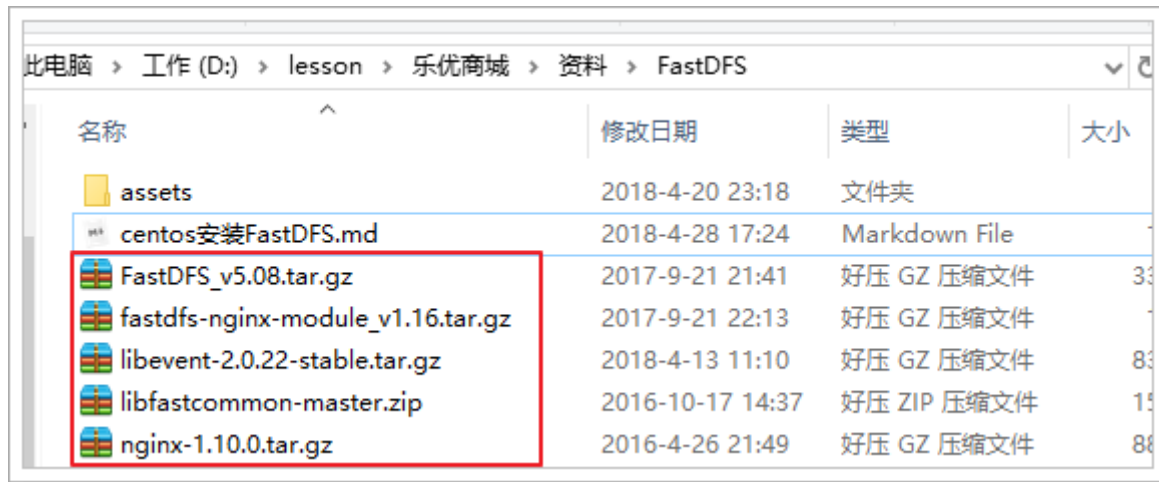 此电脑 > 工作 (D:) > lesson > 乐优商城 > 资料 > FastDFS
名称 修改日期 类型 大小
assets 2018-4-20 23:18 文件夹
centos安装FastDFS.md 2018-4-28 17:24 Markdown File
FastDFS_v5.08.tar.gz 2017-9-21 21:41 好压 GZ 压缩文件 33
fastdfs-nginx-module_v1.16.tar.gz 2017-9-21 22:13 好压 GZ 压缩文件
libevent-2.0.22-stable.tar.gz 2018-4-13 11:10 好压 GZ 压缩文件 83
libfastcommon-master.zip 2016-10-17 14:37 好压 ZIP 压缩文件 15
nginx-1.10.0.tar.gz 2016-4-26 21:49 好压 GZ 压缩文件 88